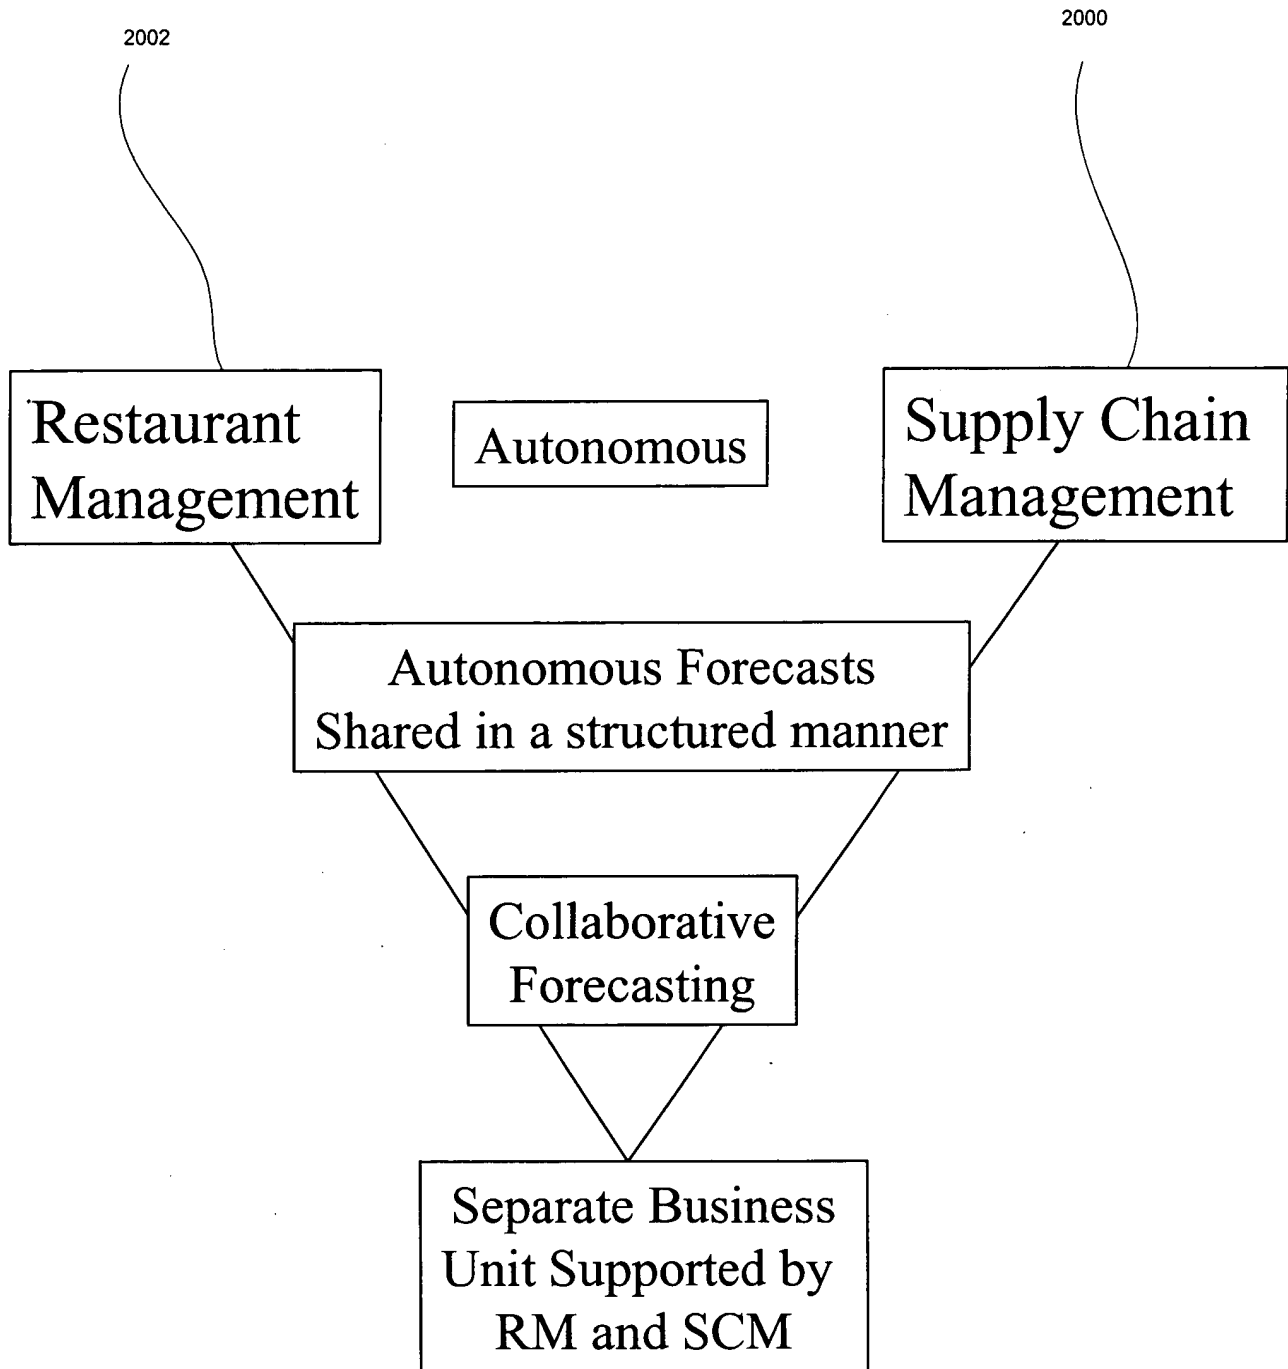 2002
2000
Restaurant
Management
Autonomous
Supply Chain
Management
Autonomous Forecasts
Shared in a structured manner
Collaborative
Forecasting
Separate Business
Unit Supported by
RM and SCM